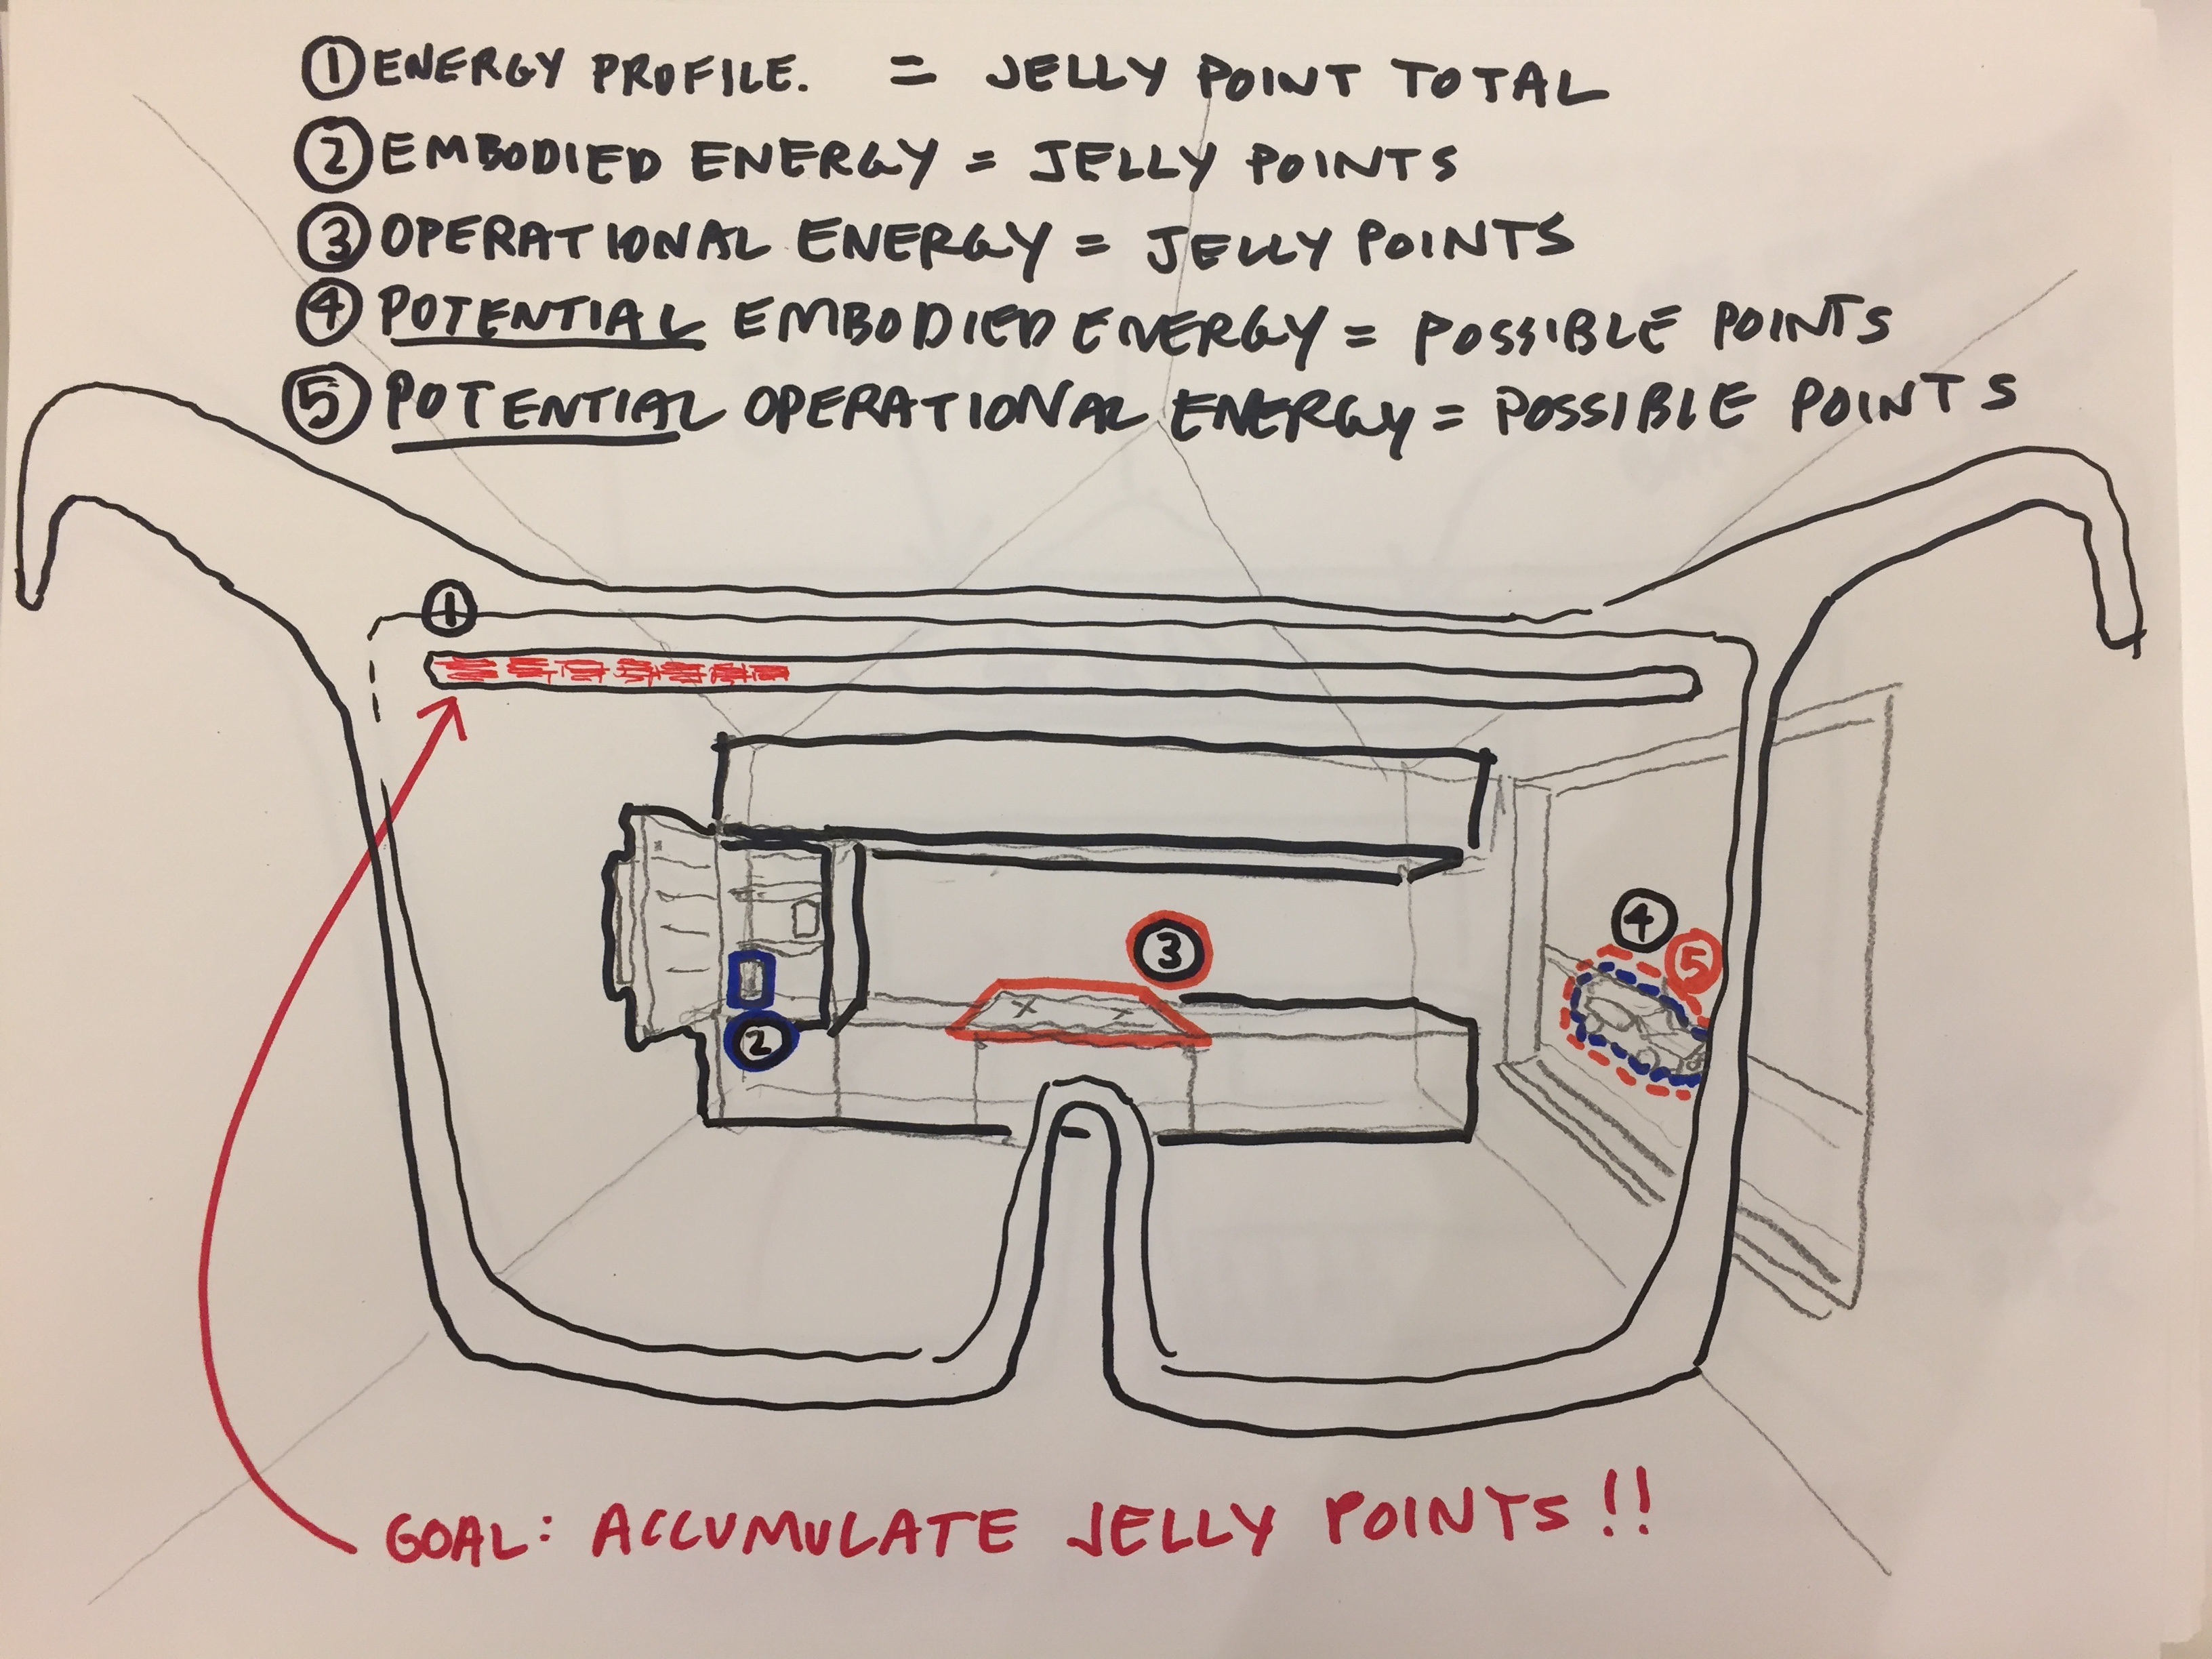 ① ENERGY PROFILE. = JELLY POINT TOTAL
② EMBODIED ENERGY = JELLY POINTS
③ OPERATIONAL ENERGY = JELLY POINTS
④ POTENTIAL EMBODIED ENERGY = POSSIBLE POINTS
⑤ POTENTIAL OPERATIONAL ENERGY = POSSIBLE POINTS
①
②
③
④
⑤
GOAL: ACCUMULATE JELLY POINTS!!